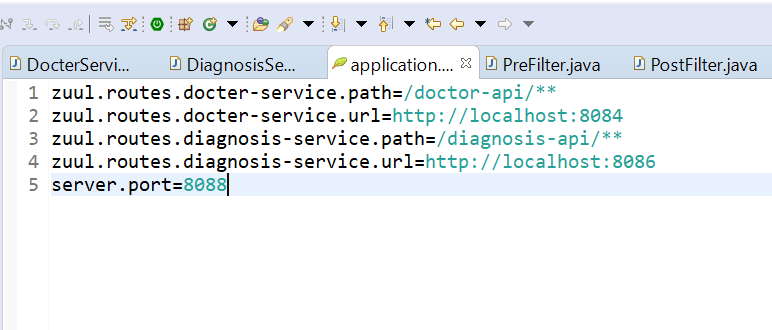 DocterServi...
DiagnosisSe...
application....
PreFilter.java
PostFilter.java
1 zuul.routes.docter-service.path=/doctor-api/**
2 zuul.routes.docter-service.url=http://localhost:8084
3 zuul.routes.diagnosis-service.path=/diagnosis-api/**
4 zuul.routes.diagnosis-service.url=http://localhost:8086
5 server.port=8088